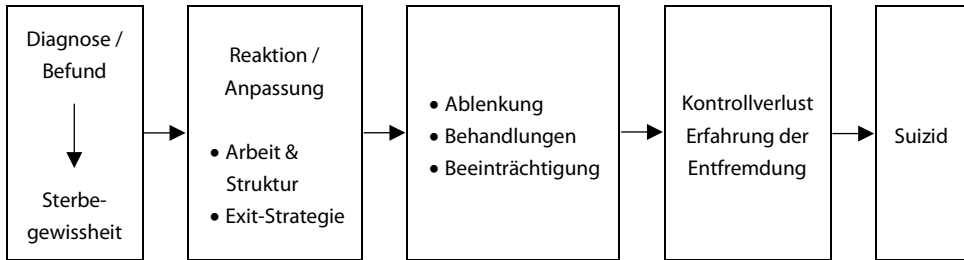 Diagnose /
Befund
Sterbe-
gewissheit
Reaktion /
Anpassung
• Arbeit &
Struktur
• Exit-Strategie
• Ablenkung
• Behandlungen
• Beeinträchtigung
Kontrollverlust
Erfahrung der
Entfremdung
Suizid